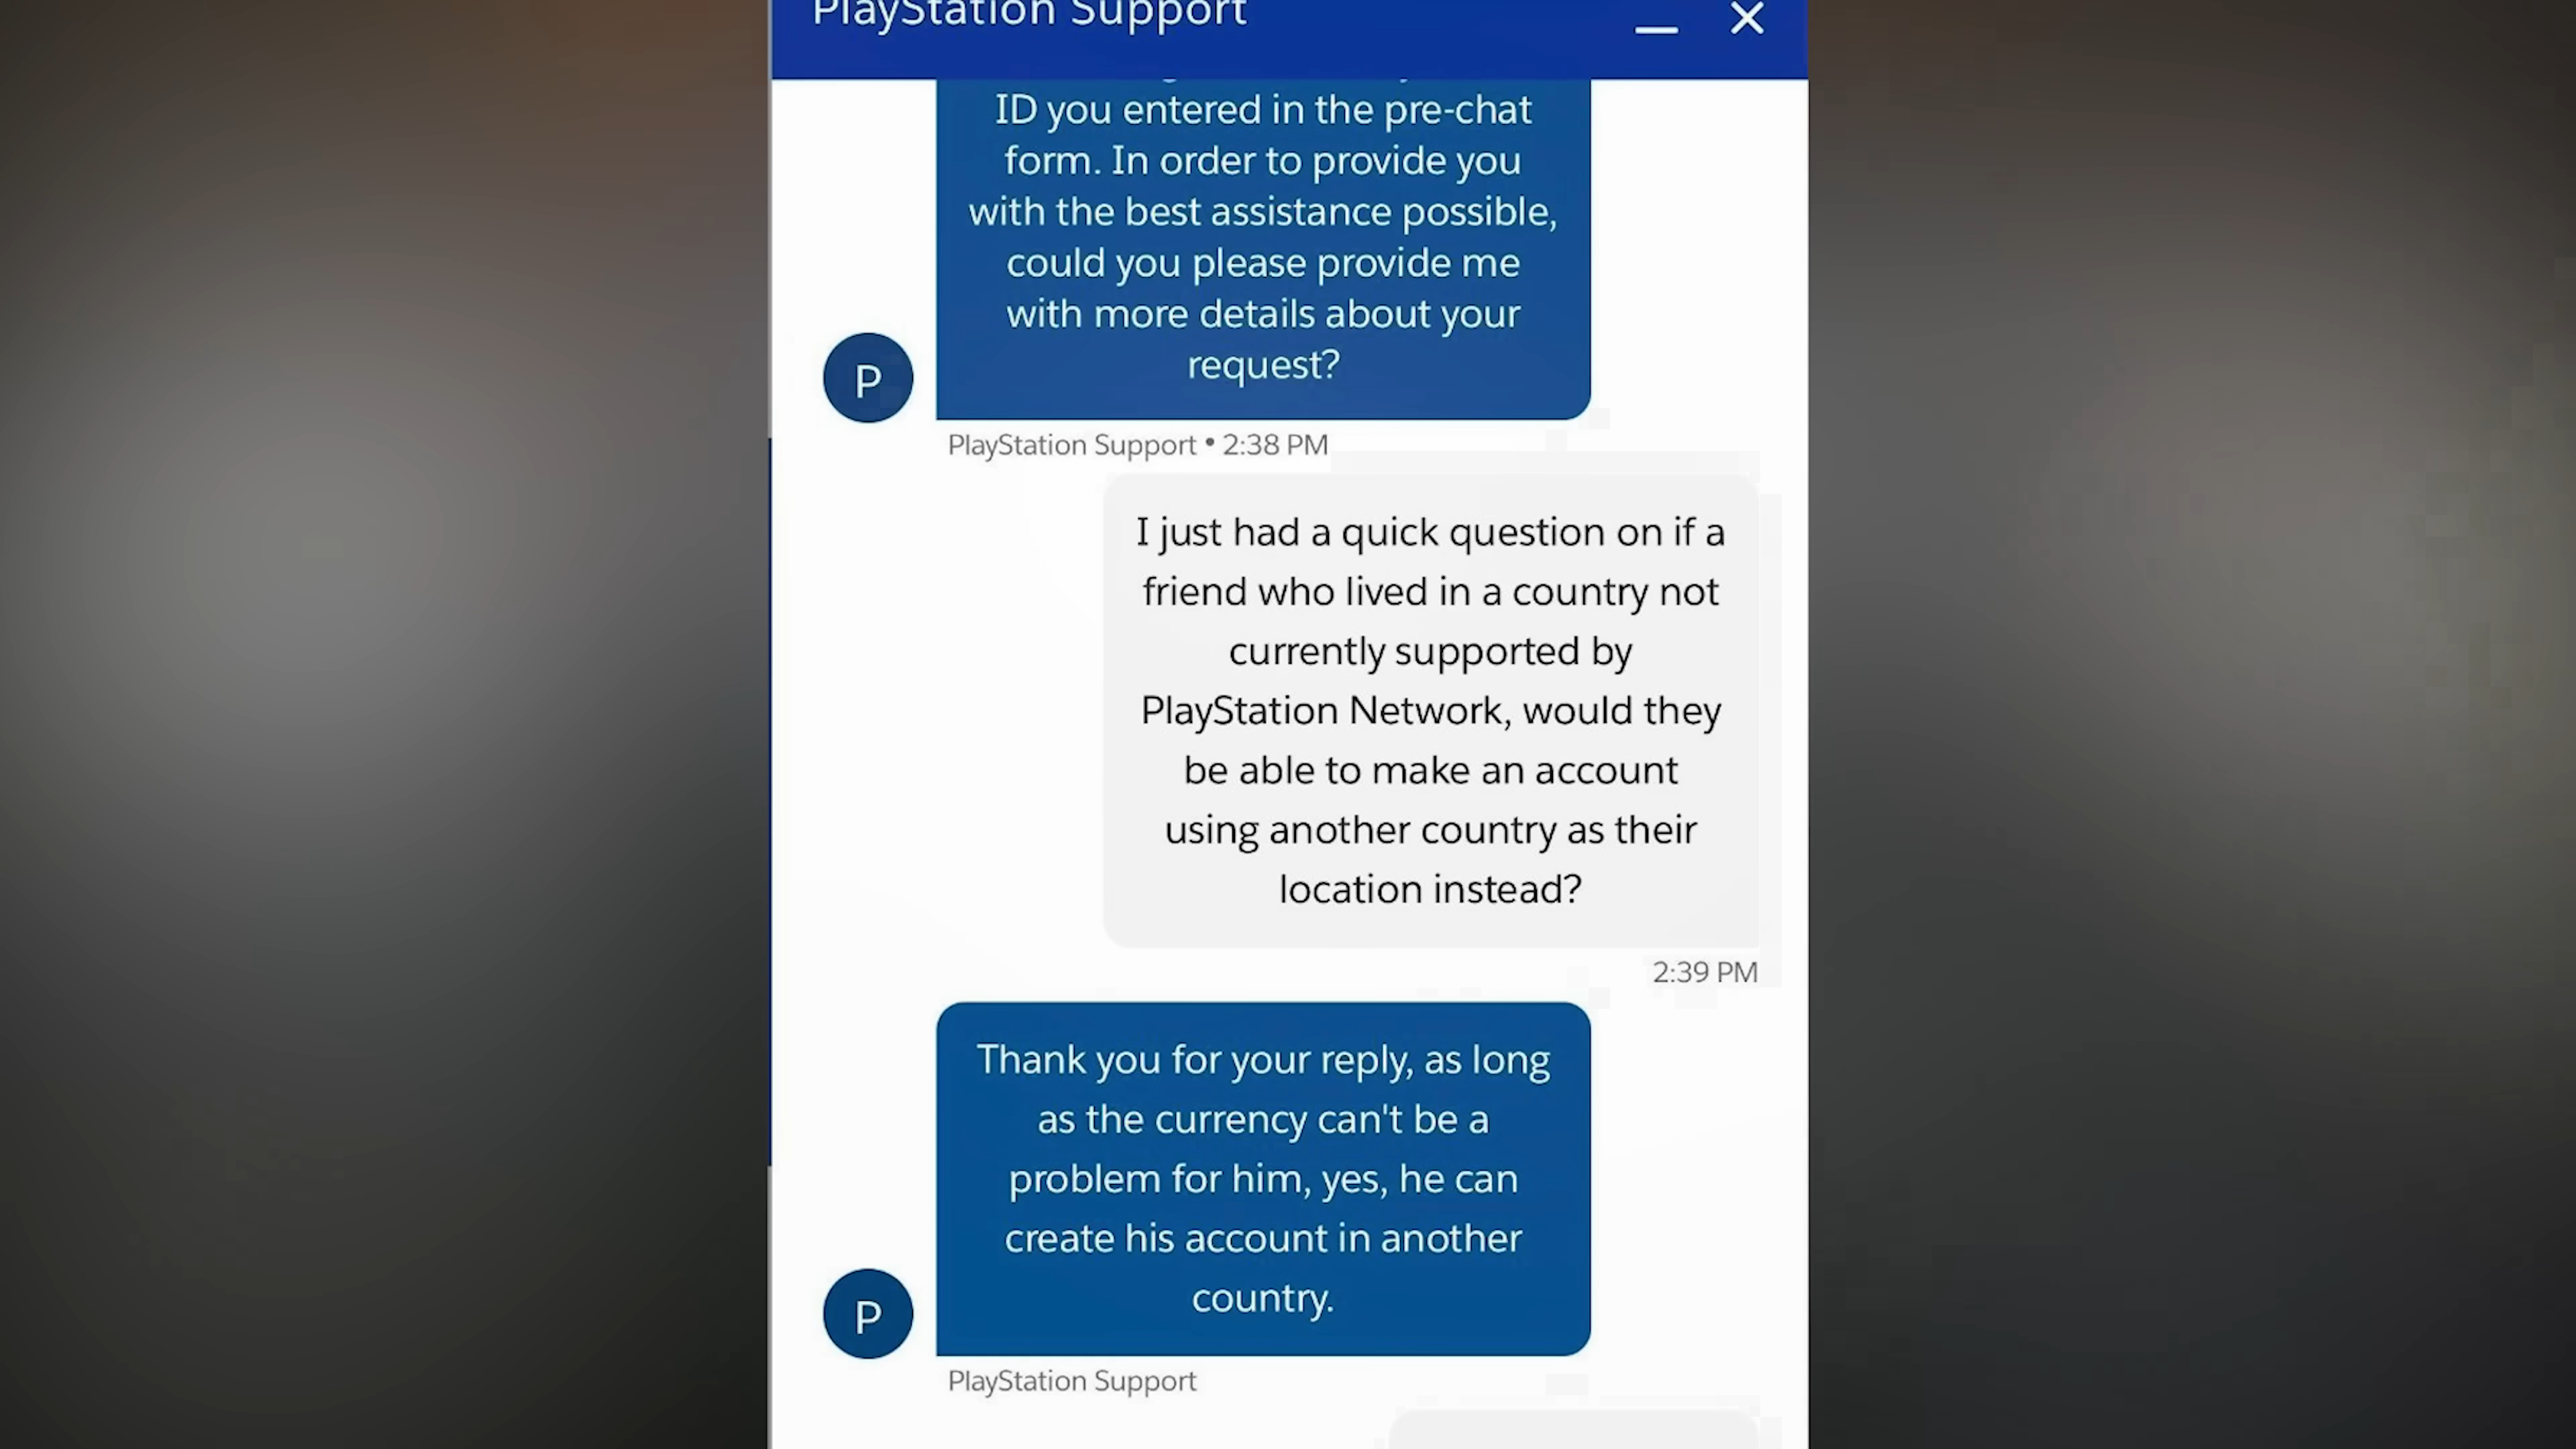 PlayStation Support
ID you entered in the pre-chat
form. In order to provide you
with the best assistance possible,
could you please provide me
with more details about your
request?
P
PlayStation Support • 2:38 PM
I just had a quick question on if a
friend who lived in a country not
currently supported by
PlayStation Network, would they
be able to make an account
using another country as their
location instead?
2:39 PM
Thank you for your reply, as long
as the currency can't be a
problem for him, yes, he can
create his account in another
country.
P
PlayStation Support